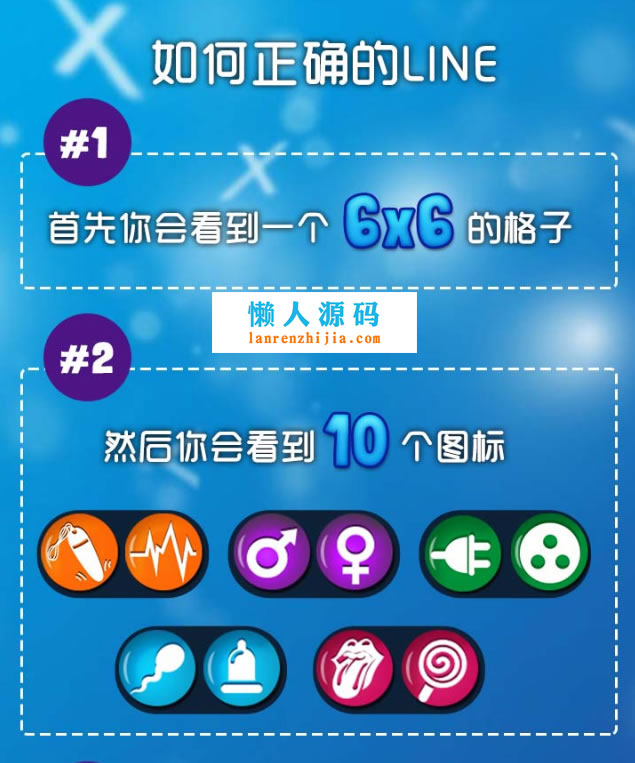 如何正确的LINE
#1
首先你会看到一个 6x6 的格子
懒人源码
lanrenzhijia.com
#2
然后你会看到 10 个图标